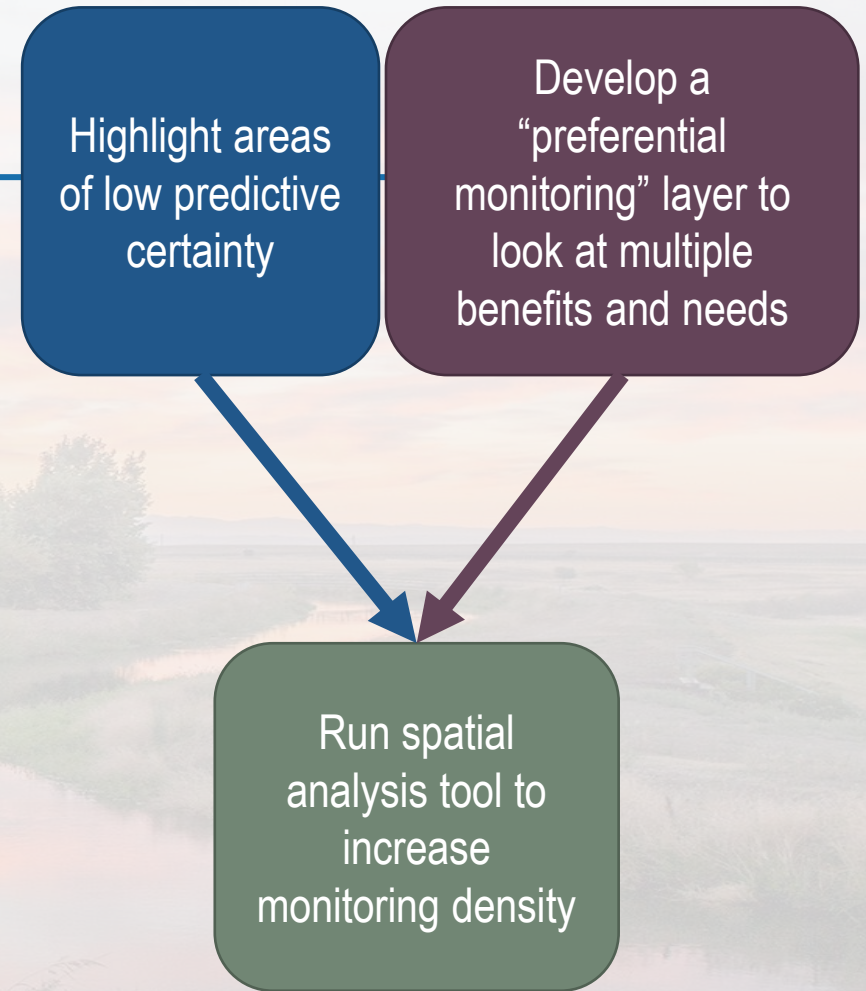 Highlight areas
of low predictive
certainty
Develop a
“preferential
monitoring” layer to
look at multiple
benefits and needs
Run spatial
analysis tool to
increase
monitoring density